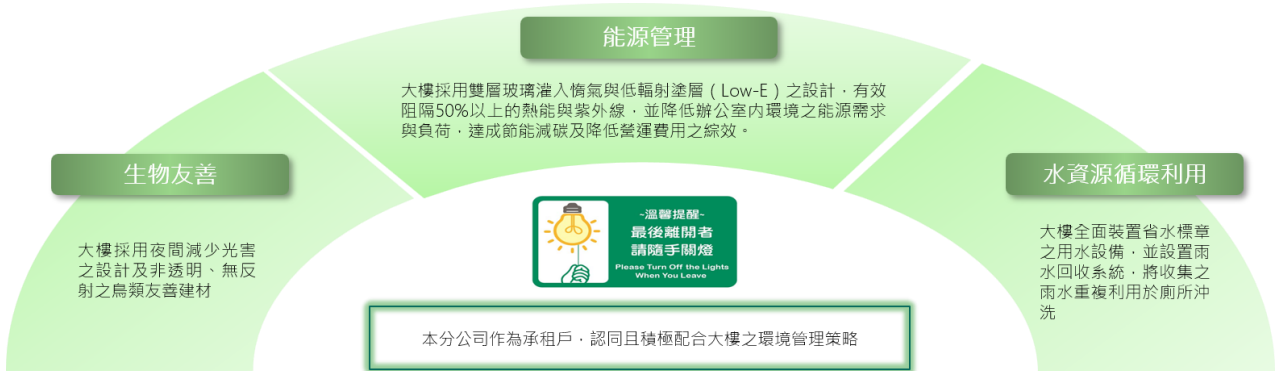 能源管理
大樓採用雙層玻璃灌入惰氣與低輻射塗層（Low-E）之設計，有效
阻隔50%以上的熱能與紫外線，並降低辦公室內環境之能源需求
與負荷，達成節能減碳及降低營運費用之綜效。
生物友善
大樓採用夜間減少光害
之設計及非透明、無反
射之鳥類友善建材
水資源循環利用
大樓全面裝置省水標章
之用水設備，並設置雨
水回收系統，將收集之
雨水重複利用於廁所沖
洗
~溫馨提醒~
最後離開者
請隨手關燈
Please Turn Off the Lights
When You Leave
本分公司作為承租戶，認同且積極配合大樓之環境管理策略